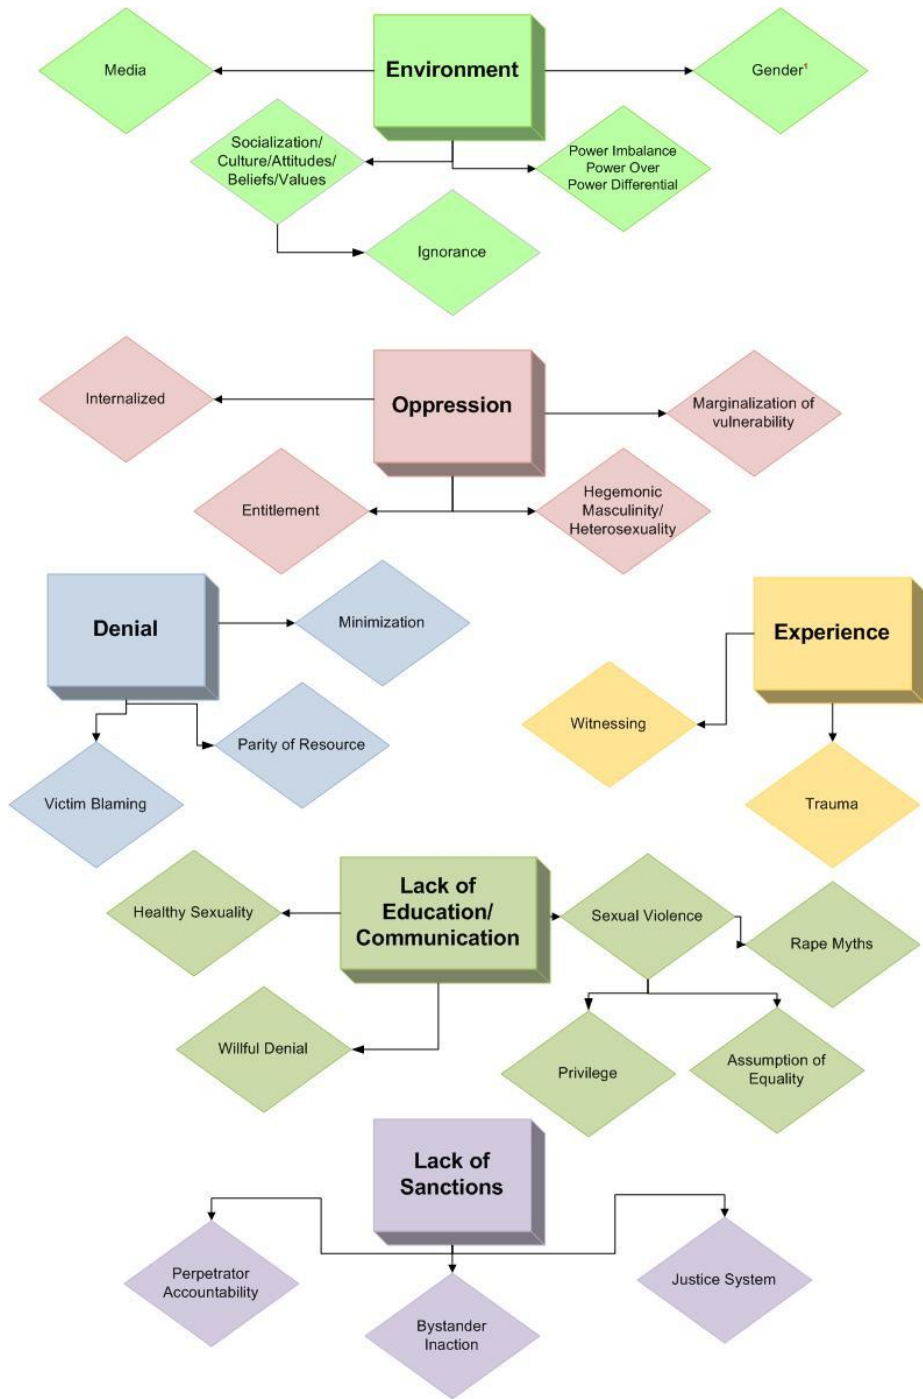 Environment
Media
Gender¹
Socialization/
Culture/Attitudes/
Beliefs/Values
Power Imbalance
Power Over
Power Differential
Ignorance
Oppression
Internalized
Marginalization of
vulnerability
Entitlement
Hegemonic
Masculinity/
Heterosexuality
Denial
Minimization
Parity of Resource
Victim Blaming
Experience
Witnessing
Trauma
Lack of
Education/
Communication
Healthy Sexuality
Sexual Violence
Rape Myths
Willful Denial
Privilege
Assumption of
Equality
Lack of
Sanctions
Perpetrator
Accountability
Bystander
Inaction
Justice System